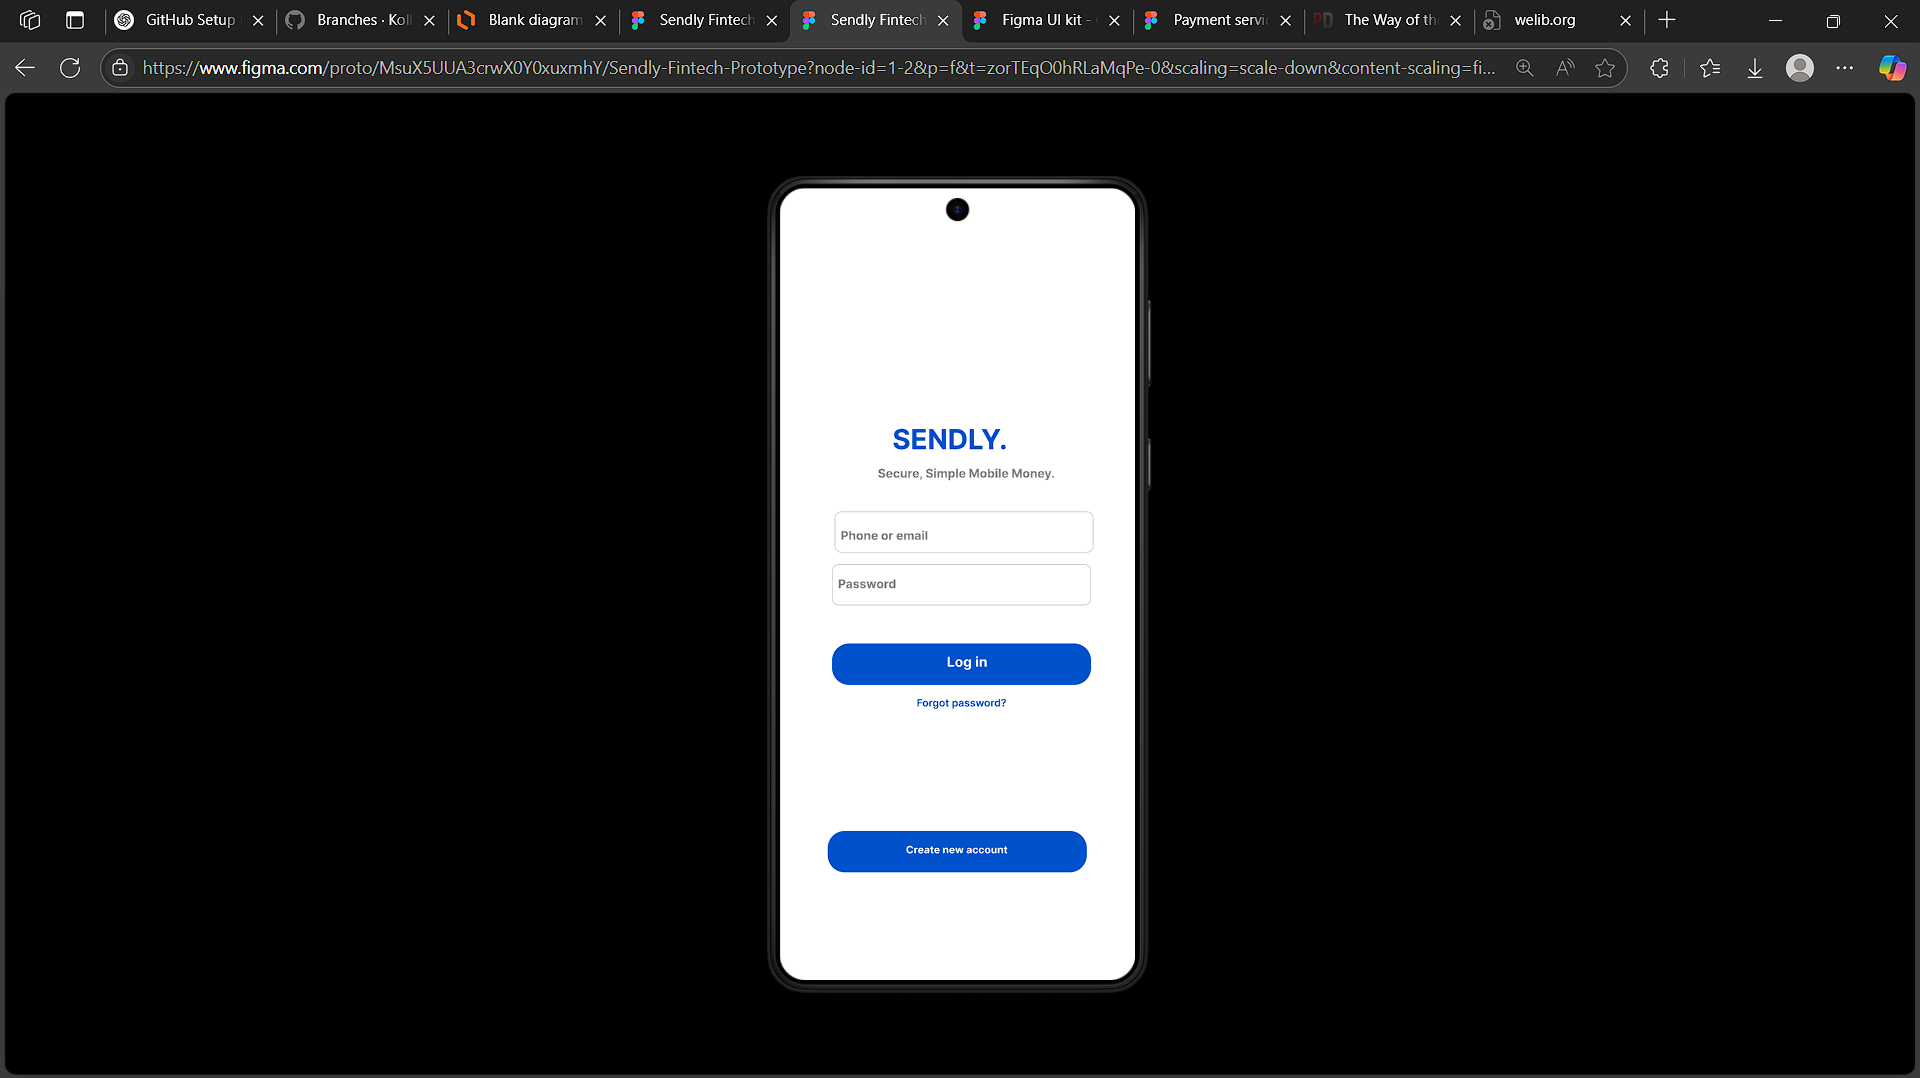 GitHub Setup
Branches · Koll
Blank diagram
Sendly Fintech
Sendly Fintech
Figma UI kit -
Payment servic
The Way of th
welib.org
https://www.figma.com/proto/MsuX5UUA3crwX0Y0xuxmhY/Sendly-Fintech-Prototype?node-id=1-2&p=f&t=zorTEqO0hRLaMqPe-0&scaling=scale-down&content-scaling=fi...
SENDLY.
Secure, Simple Mobile Money.
Phone or email
Password
Log in
Forgot password?
Create new account